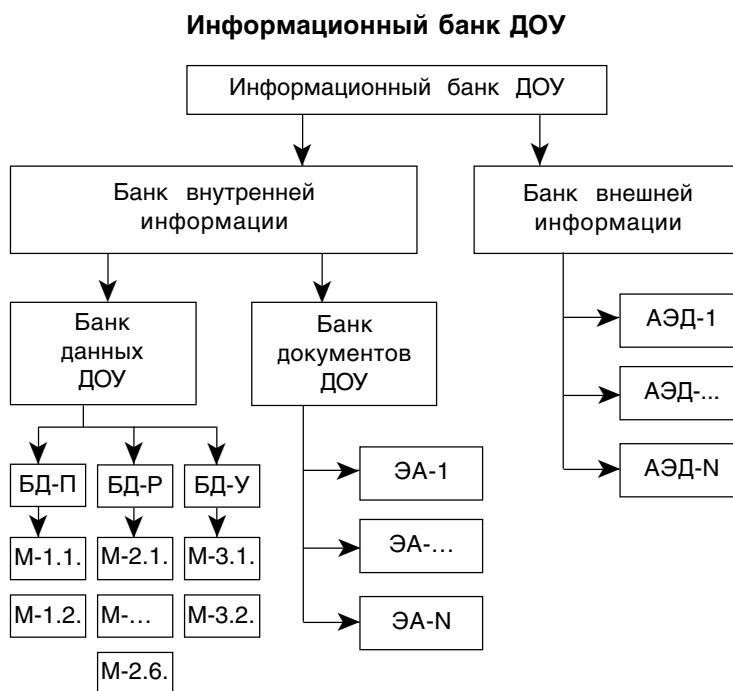 Информационный банк ДОУ
Информационный банк ДОУ
Банк внутренней
информации
Банк внешней
информации
Банк
данных
ДОУ
Банк
документов
ДОУ
АЭД-1
АЭД-...
АЭД-N
БД-П
БД-Р
БД-У
ЭА-1
ЭА-...
ЭА-N
М-1.1.
М-2.1.
М-3.1.
М-1.2.
М-...
М-3.2.
М-2.6.